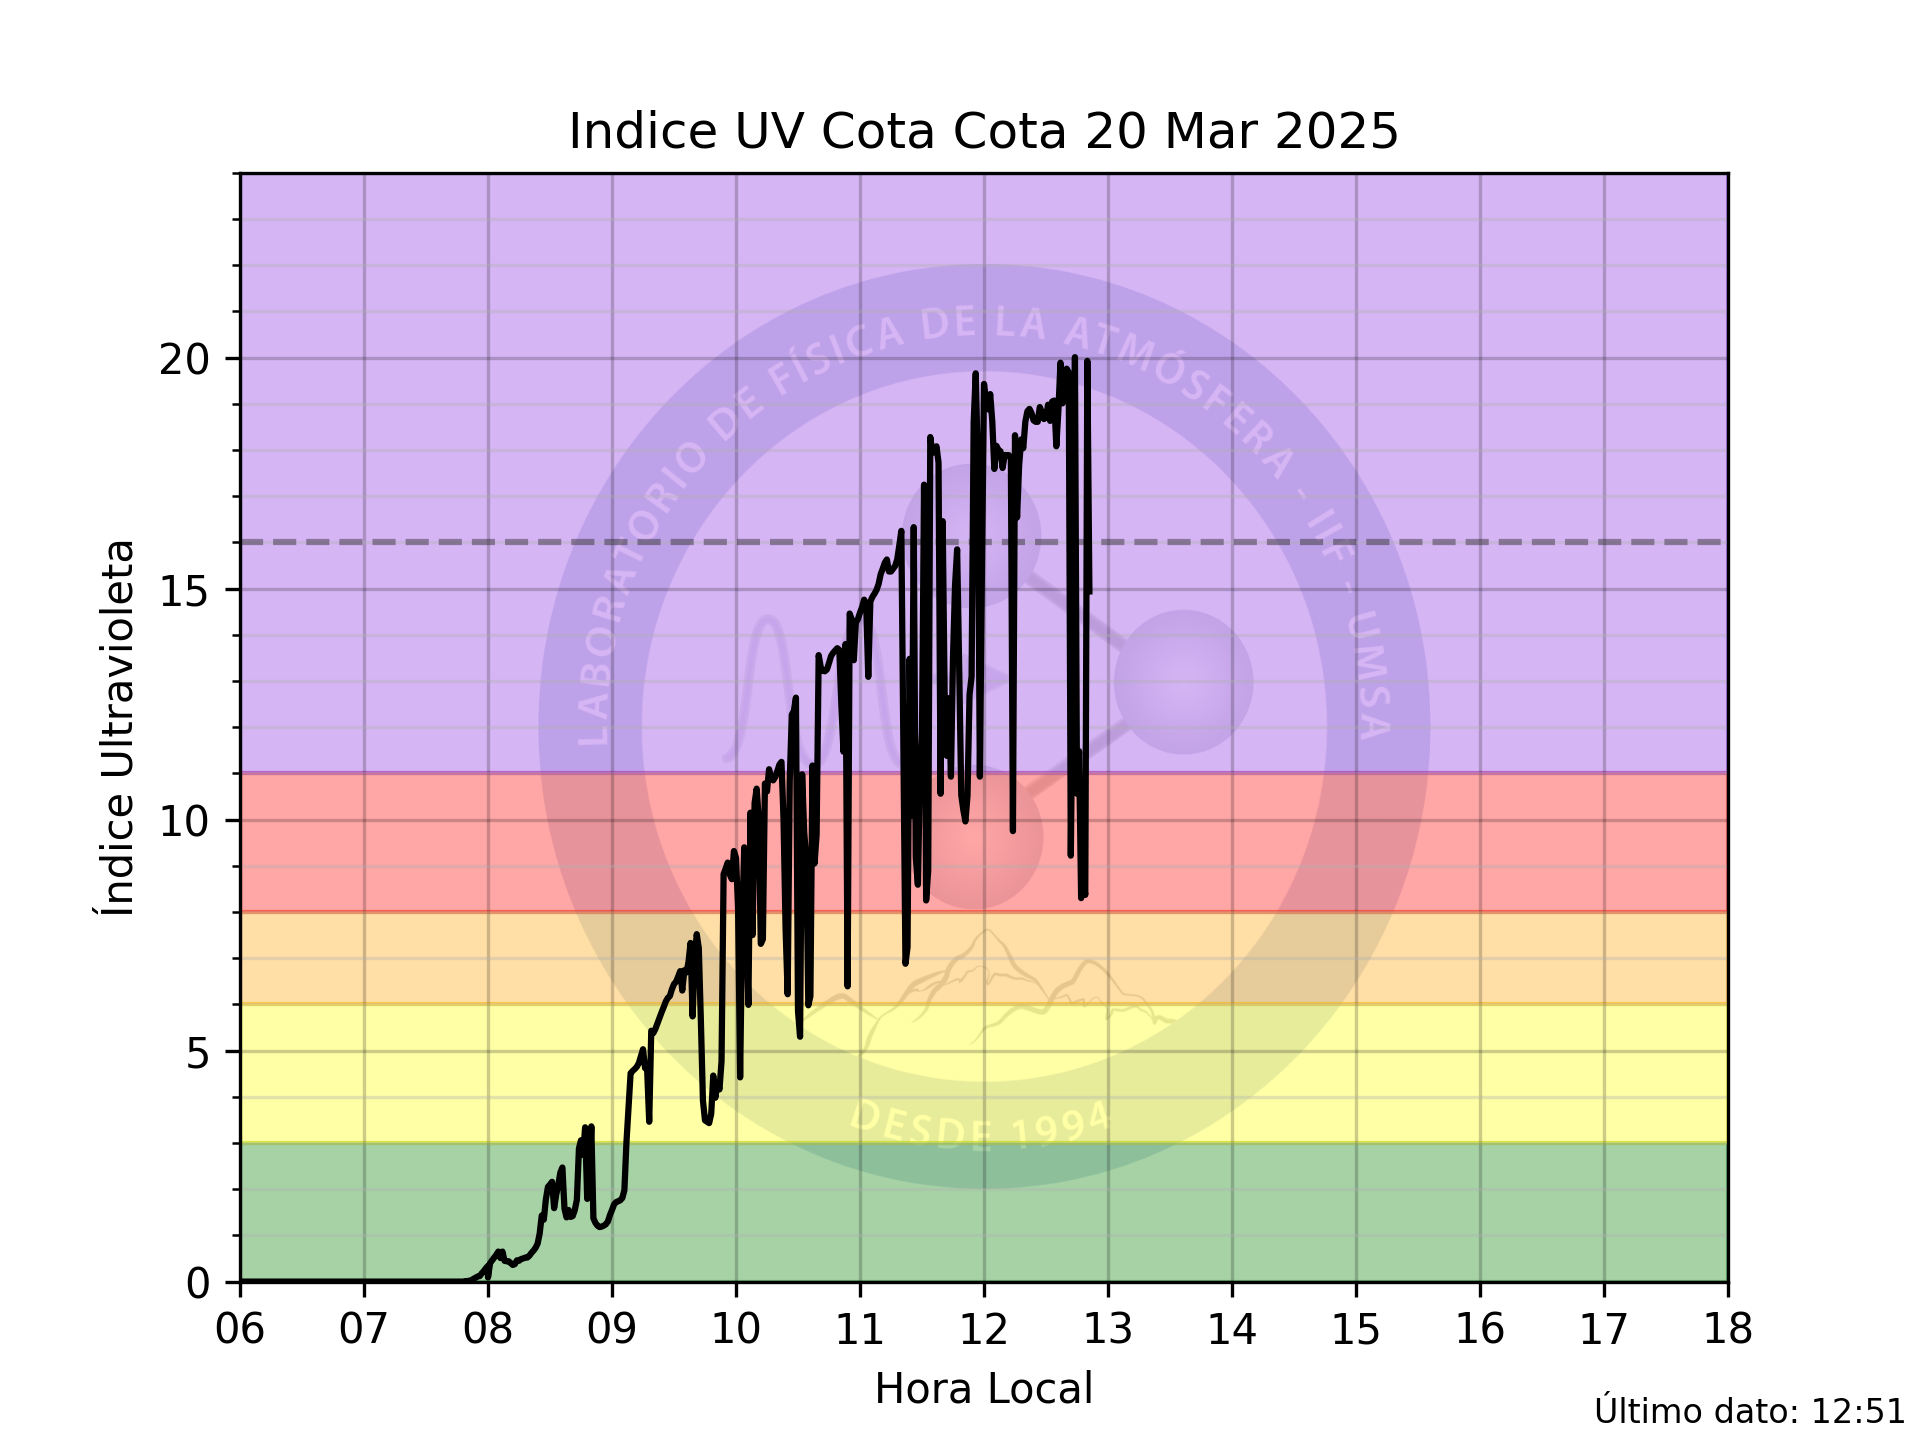 Indice UV Cota Cota 20 Mar 2025
LABORATORIO DE FÍSICA DE LA ATMÓSFERA - IIF - UMSA
DESDE 1994
Índice Ultravioleta
20
15
10
5
0
06 07 08 09 10 11 12 13 14 15 16 17 18
Hora Local
Último dato: 12:51